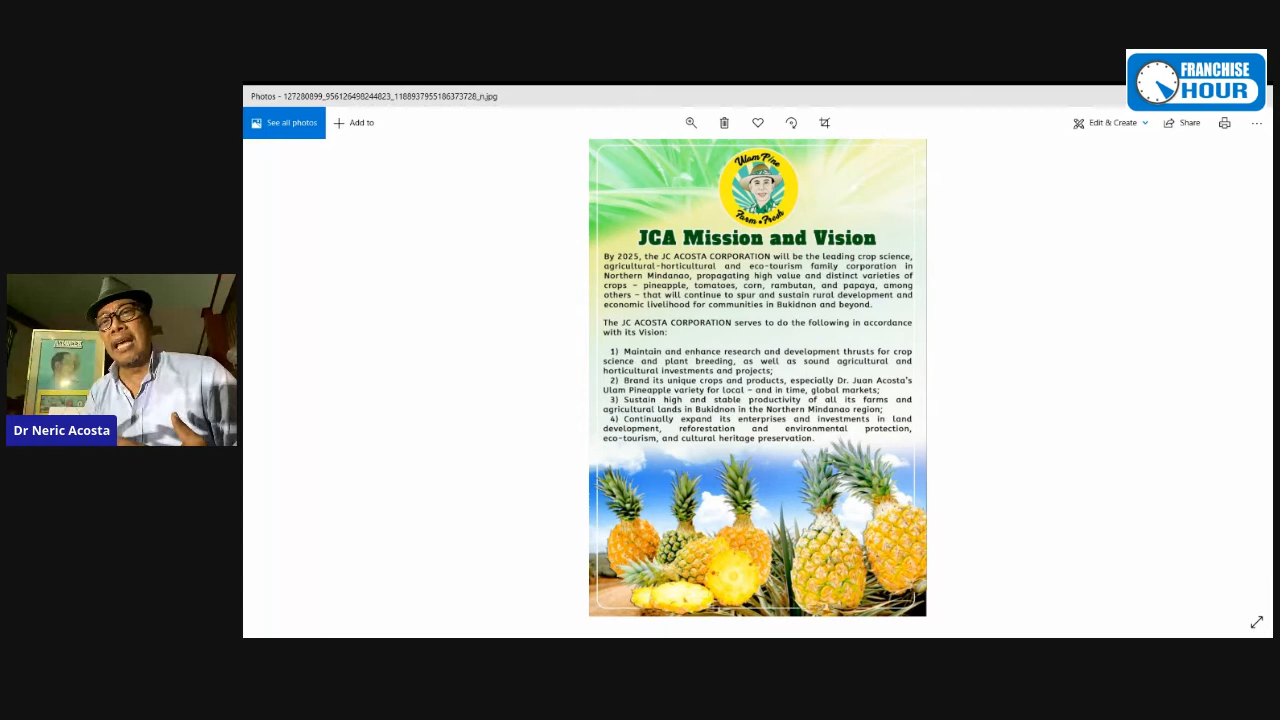 FRANCHISE
HOUR
Photos - 127280899_956126498244823_1188937955186373728_n.jpg
See all photos
Add to
Edit & Create
Share
Ulam Pine
Farm • Fresh
JCA Mission and Vision
By 2025, the JC ACOSTA CORPORATION will be the leading crop science,
agricultural-horticultural and eco-tourism family corporation in
Northern Mindanao, propagating high value and distinct varieties of
crops – pineapple, tomatoes, corn, rambutan, and papaya, among
others – that will continue to spur and sustain rural development and
economic livelihood for communities in Bukidnon and beyond.
The JC ACOSTA CORPORATION serves to do the following in accordance
with its Vision:
1) Maintain and enhance research and development thrusts for crop
science and plant breeding, as well as sound agricultural and
horticultural investments and projects;
2) Brand its unique crops and products, especially Dr. Juan Acosta's
Ulam Pineapple variety for local – and in time, global markets;
3) Sustain high and stable productivity of all its farms and
agricultural lands in Bukidnon in the Northern Mindanao region;
4) Continually expand its enterprises and investments in land
development, reforestation and environmental protection,
eco-tourism, and cultural heritage preservation.
Dr Neric Acosta